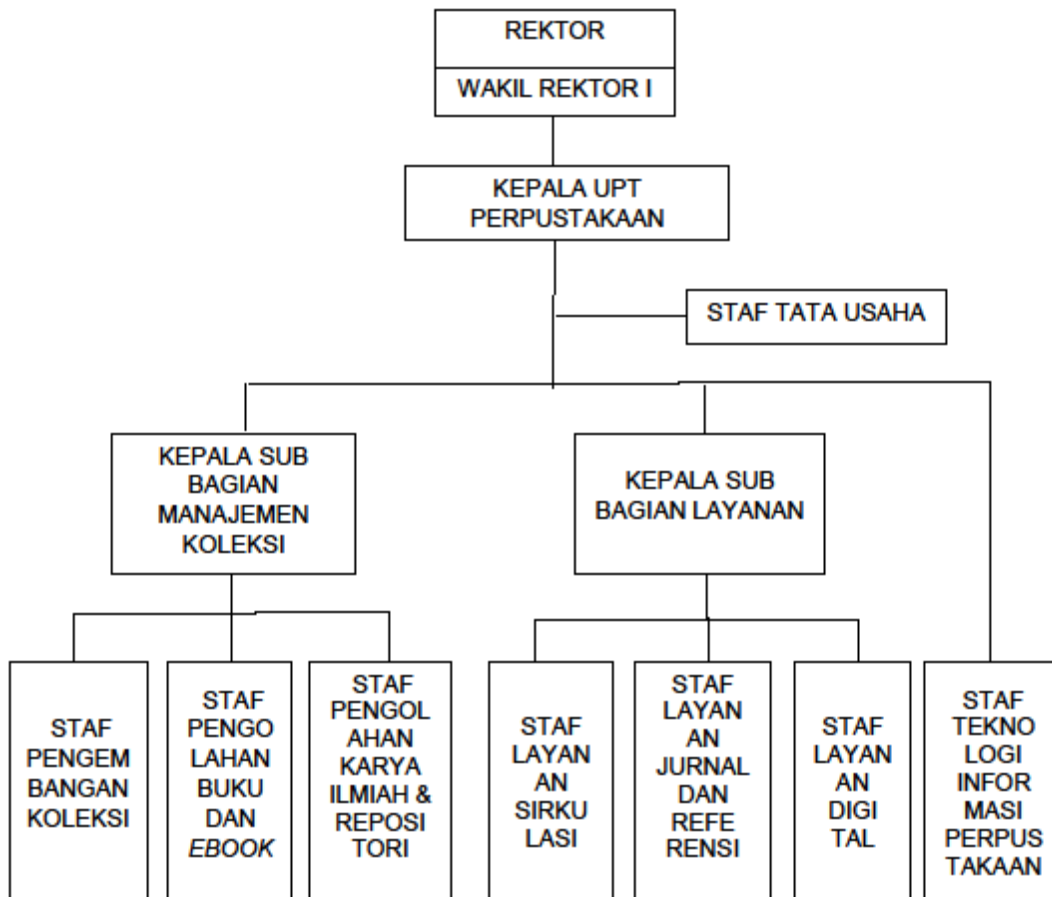 REKTOR
WAKIL REKTOR I
KEPALA UPT
PERPUSTAKAAN
STAF TATA USAHA
KEPALA SUB
BAGIAN
MANAJEMEN
KOLEKSI
KEPALA SUB
BAGIAN LAYANAN
STAF
PENGEM
BANGAN
KOLEKSI
STAF
PENGO
LAHAN
BUKU
DAN
EBOOK
STAF
PENGOL
AHAN
KARYA
ILMIAH &
REPOSI
TORI
STAF
LAYAN
AN
SIRKU
LASI
STAF
LAYAN
AN
JURNAL
DAN
REFE
RENSI
STAF
LAYAN
AN
DIGI
TAL
STAF
TEKNO
LOGI
INFOR
MASI
PERPUS
TAKAAN